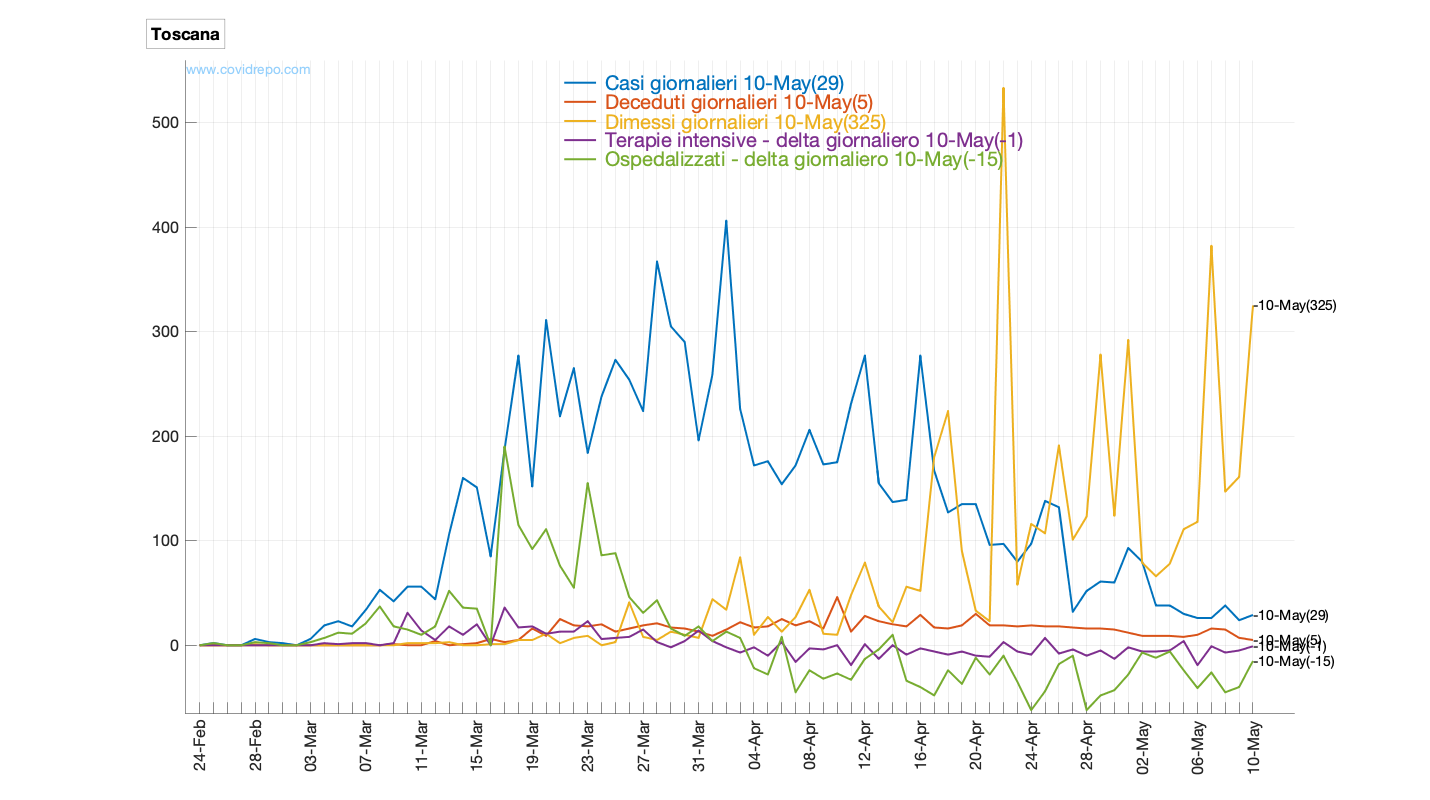 Toscana
www.covidrepo.com
Casi giornalieri 10-May(29)
Deceduti giornalieri 10-May(5)
Dimessi giornalieri 10-May(325)
Terapie intensive - delta giornaliero 10-May(-1)
Ospedalizzati - delta giornaliero 10-May(-15)
500
400
300
200
100
0
10-May(325)
10-May(29)
10-May(5)
10-May(-1)
10-May(-15)
24-Feb
28-Feb
03-Mar
07-Mar
11-Mar
15-Mar
19-Mar
23-Mar
27-Mar
31-Mar
04-Apr
08-Apr
12-Apr
16-Apr
20-Apr
24-Apr
28-Apr
02-May
06-May
10-May